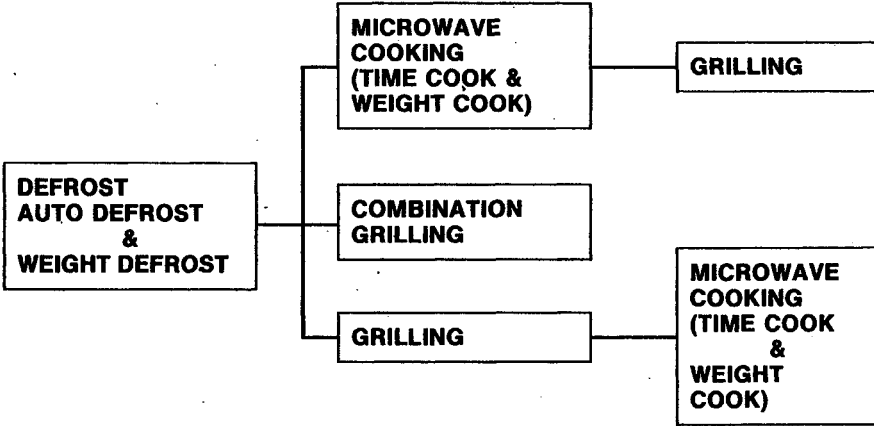 MICROWAVE
COOKING
(TIME COOK &
WEIGHT COOK)
GRILLING
DEFROST
AUTO DEFROST
&
WEIGHT DEFROST
COMBINATION
GRILLING
GRILLING
MICROWAVE
COOKING
(TIME COOK
&
WEIGHT
COOK)